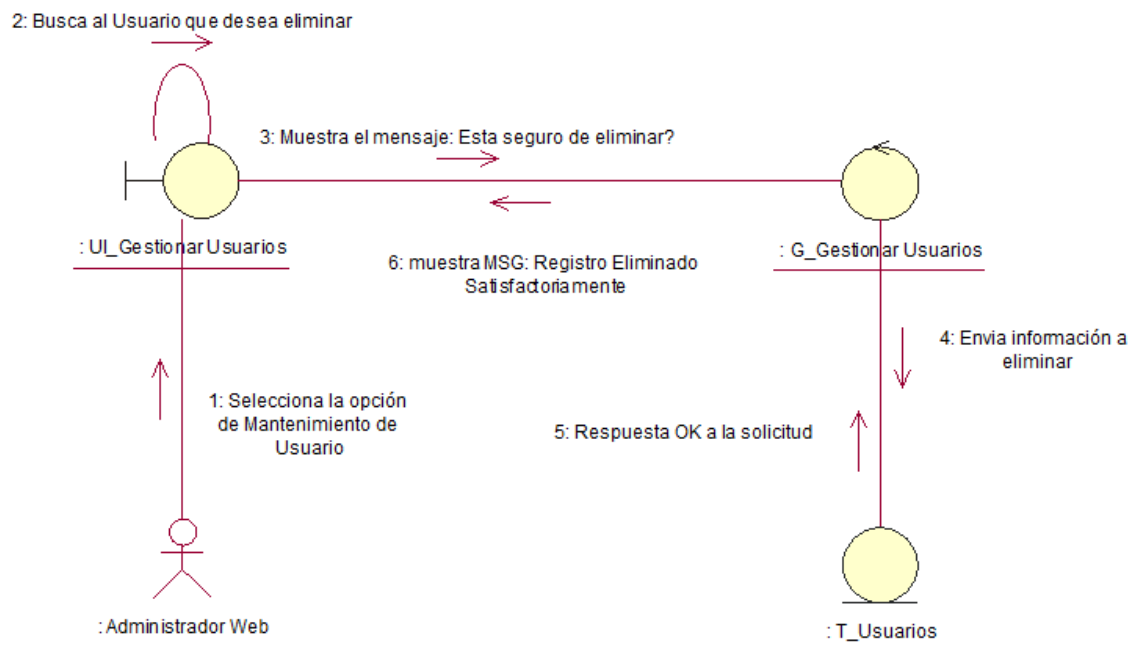 2: Busca al Usuario que desea eliminar
3: Muestra el mensaje: Esta seguro de eliminar?
: UI_Gestionar Usuarios
: G_Gestionar Usuarios
6: muestra MSG: Registro Eliminado
Satisfactoriamente
4: Envia información a
eliminar
1: Selecciona la opción
de Mantenimiento de
Usuario
5: Respuesta OK a la solicitud
: Administrador Web
: T_Usuarios